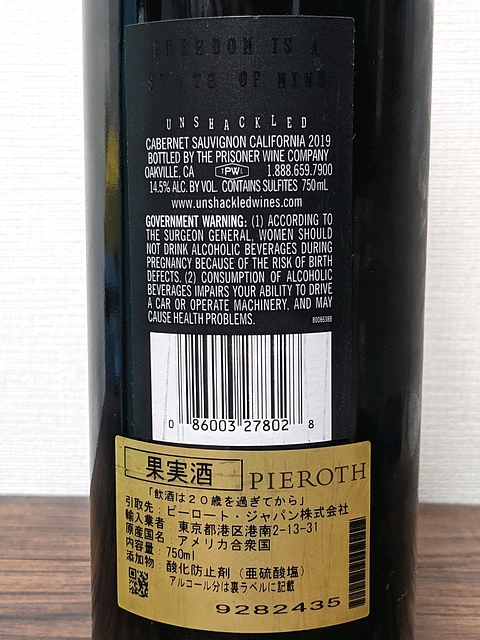 FREEDOM IS A
STATE OF MIND
UNSHACKLED
CABERNET SAUVIGNON CALIFORNIA 2019
BOTTLED BY THE PRISONER WINE COMPANY
OAKVILLE, CA TPWC 1.888.659.7900
14.5% ALC. BY VOL. CONTAINS SULFITES 750 mL
www.unshackledwines.com
GOVERNMENT WARNING: (1) ACCORDING TO
THE SURGEON GENERAL, WOMEN SHOULD
NOT DRINK ALCOHOLIC BEVERAGES DURING
PREGNANCY BECAUSE OF THE RISK OF BIRTH
DEFECTS. (2) CONSUMPTION OF ALCOHOLIC
BEVERAGES IMPAIRS YOUR ABILITY TO DRIVE
A CAR OR OPERATE MACHINERY, AND MAY
CAUSE HEALTH PROBLEMS.
80086388
0 86003 27802 8
果実酒 PIEROTH
「飲酒は20歳を過ぎてから」
引取先:ピーロート・ジャパン株式会社
輸入業者 東京都港区港南2-13-31
原産国名:アメリカ合衆国
内容量:750ml
添加物:酸化防止剤(亜硫酸塩)
アルコール分は裏ラベルに記載
9282435